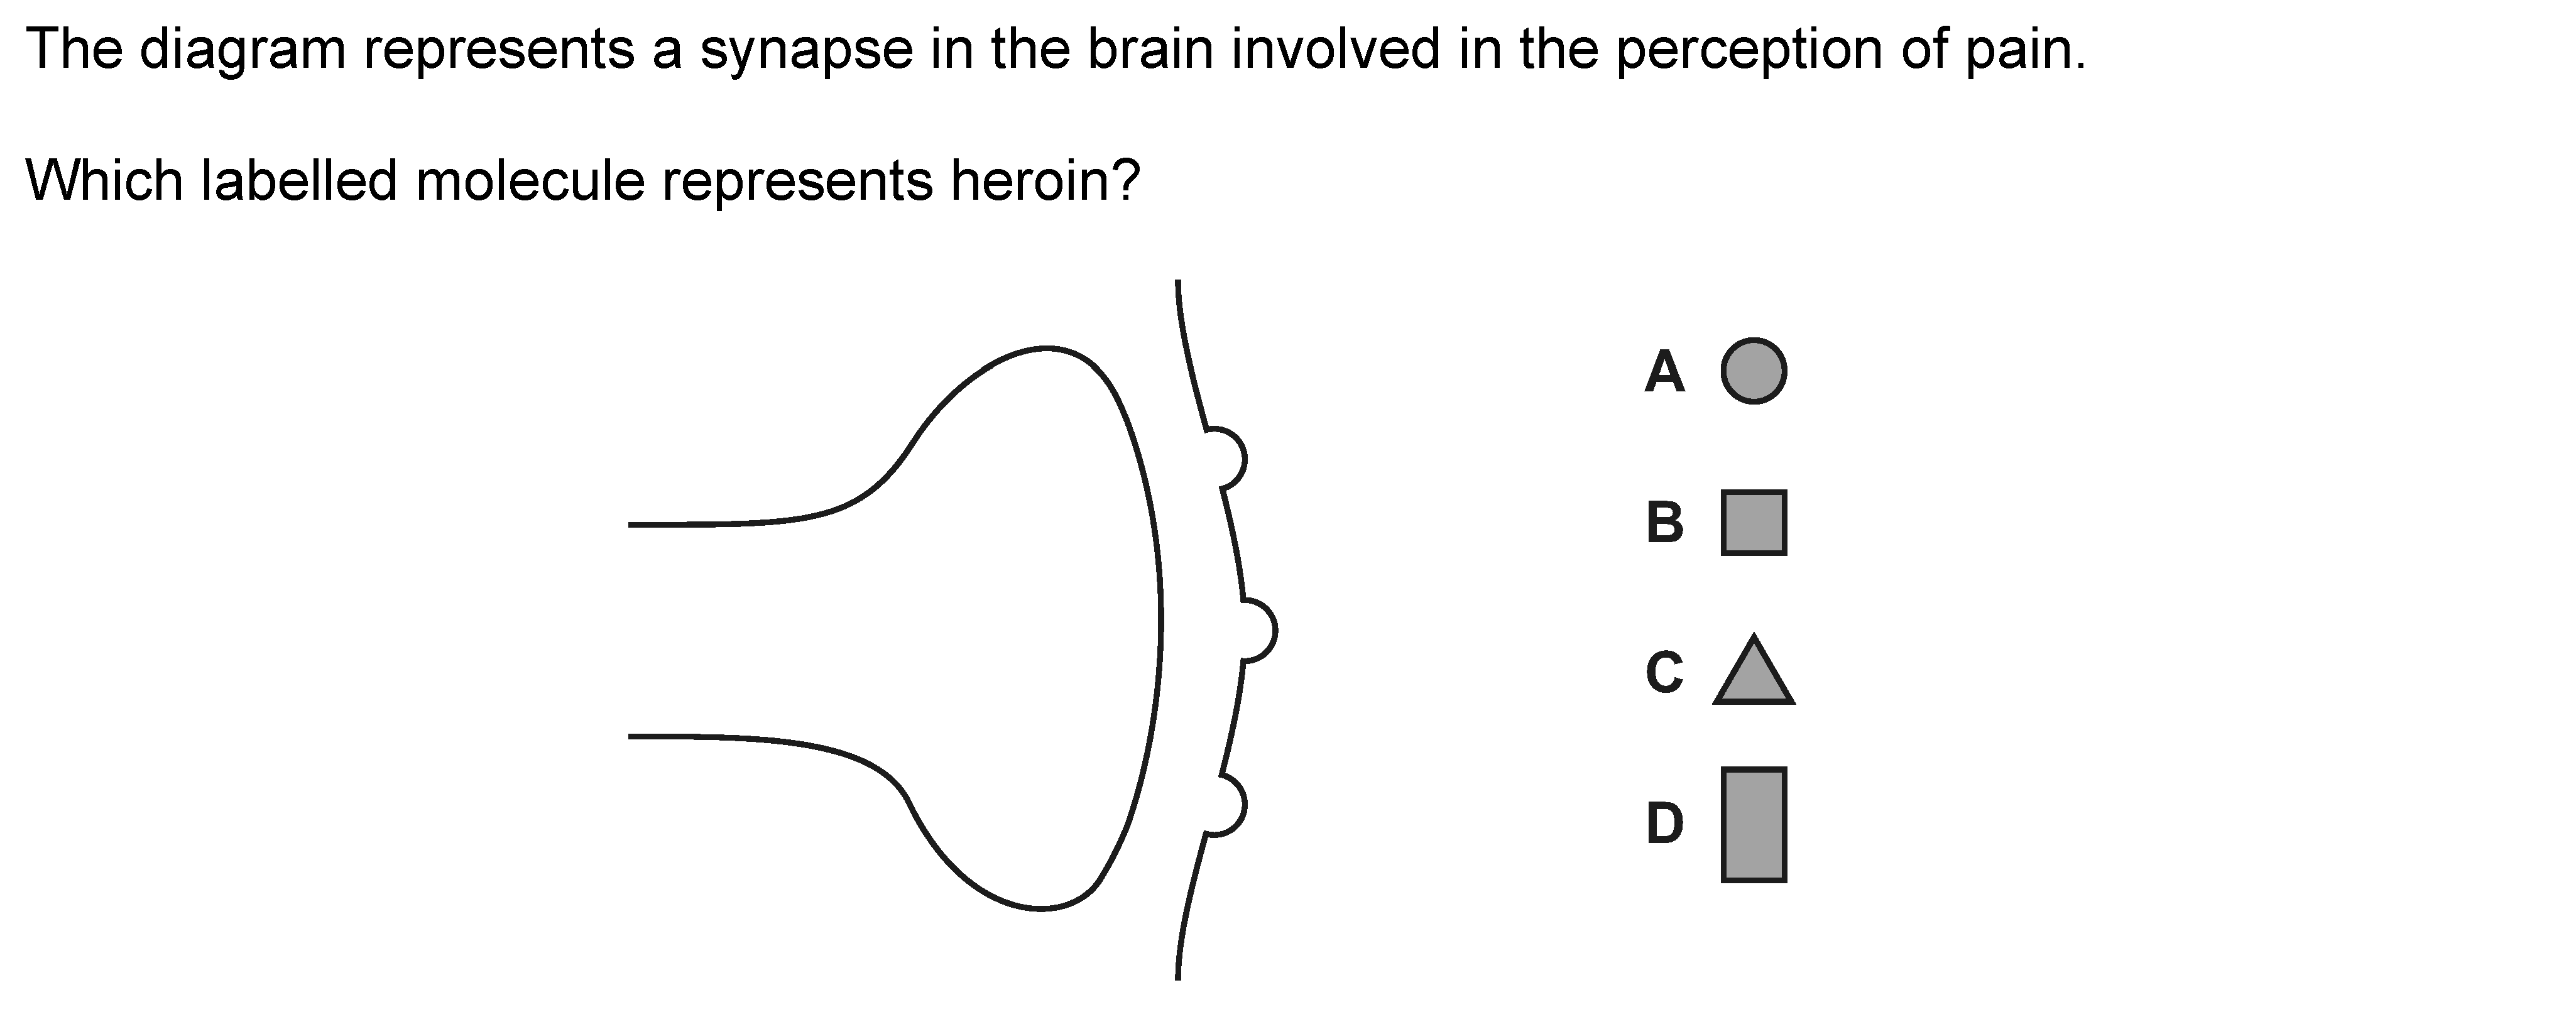 The diagram represents a synapse in the brain involved in the perception of pain.
Which labelled molecule represents heroin?
A
B
C
D